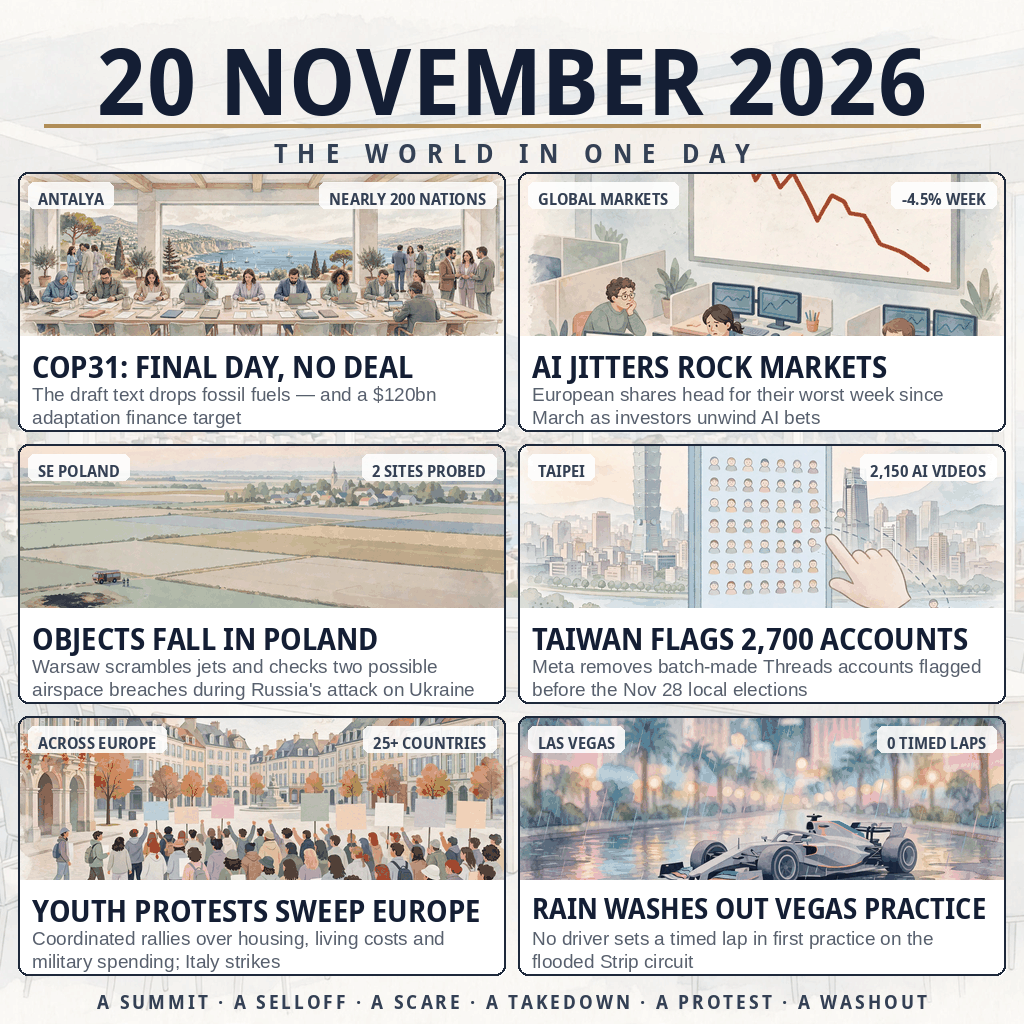 20 NOVEMBER 2026
THE WORLD IN ONE DAY
ANTALYA
NEARLY 200 NATIONS
COP31: FINAL DAY, NO DEAL
The draft text drops fossil fuels — and a $120bn
adaptation finance target
GLOBAL MARKETS
-4.5% WEEK
AI JITTERS ROCK MARKETS
European shares head for their worst week since
March as investors unwind AI bets
SE POLAND
2 SITES PROBED
OBJECTS FALL IN POLAND
Warsaw scrambles jets and checks two possible
airspace breaches during Russia's attack on Ukraine
TAIPEI
2,150 AI VIDEOS
TAIWAN FLAGS 2,700 ACCOUNTS
Meta removes batch-made Threads accounts flagged
before the Nov 28 local elections
ACROSS EUROPE
25+ COUNTRIES
YOUTH PROTESTS SWEEP EUROPE
Coordinated rallies over housing, living costs and
military spending; Italy strikes
LAS VEGAS
0 TIMED LAPS
RAIN WASHES OUT VEGAS PRACTICE
No driver sets a timed lap in first practice on the
flooded Strip circuit
A SUMMIT · A SELLOFF · A SCARE · A TAKEDOWN · A PROTEST · A WASHOUT